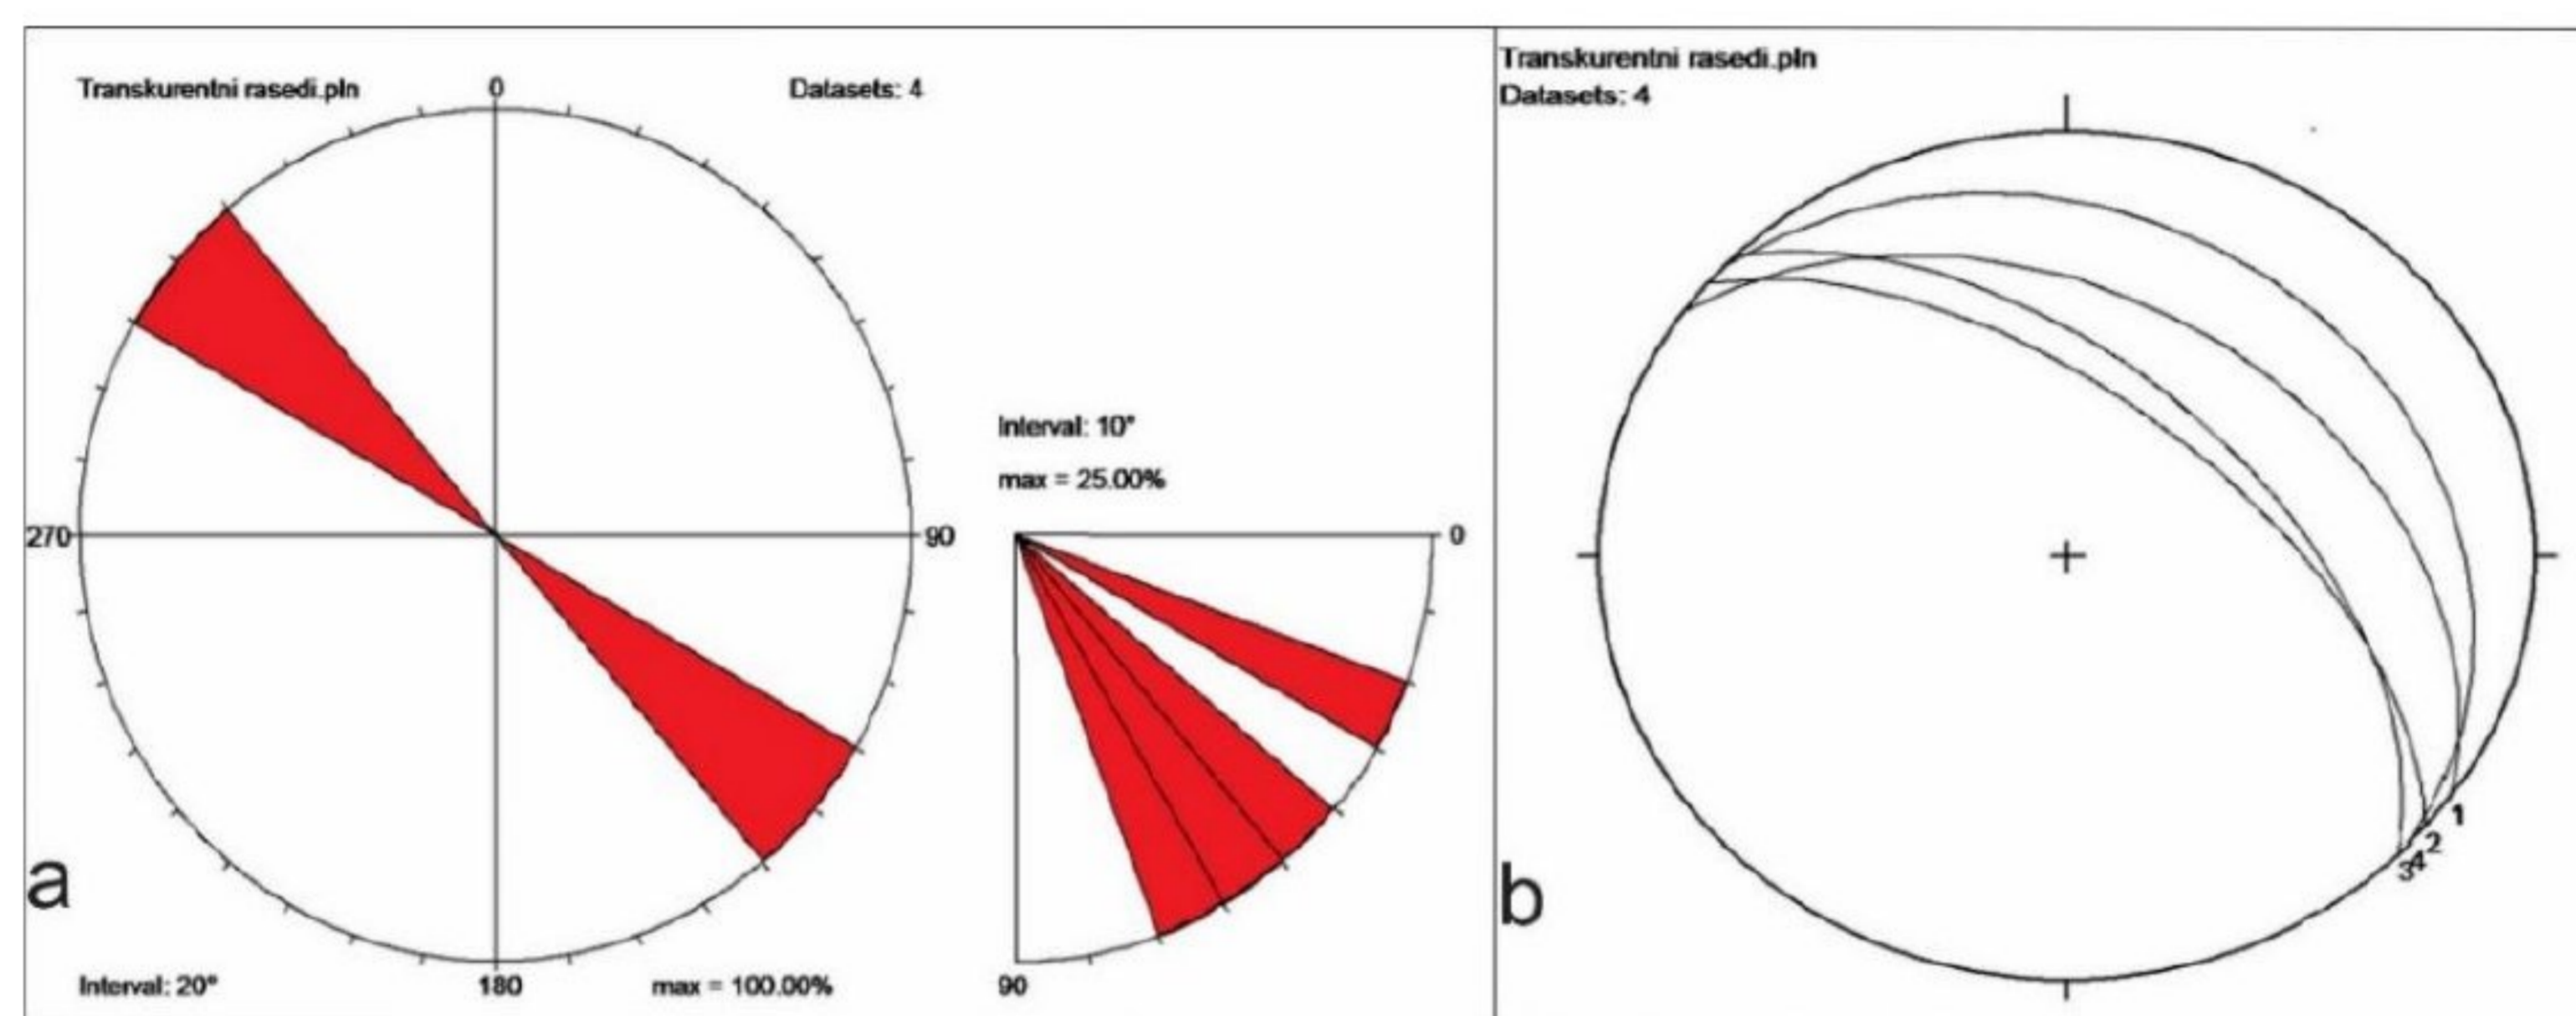 Transkurentni rasedi.pln
Datasets: 4
0
270
90
180
Interval: 20°
max = 100.00%
Interval: 10°
max = 25.00%
0
90
a
Transkurentni rasedi.pln
Datasets: 4
1
2
4
3
b